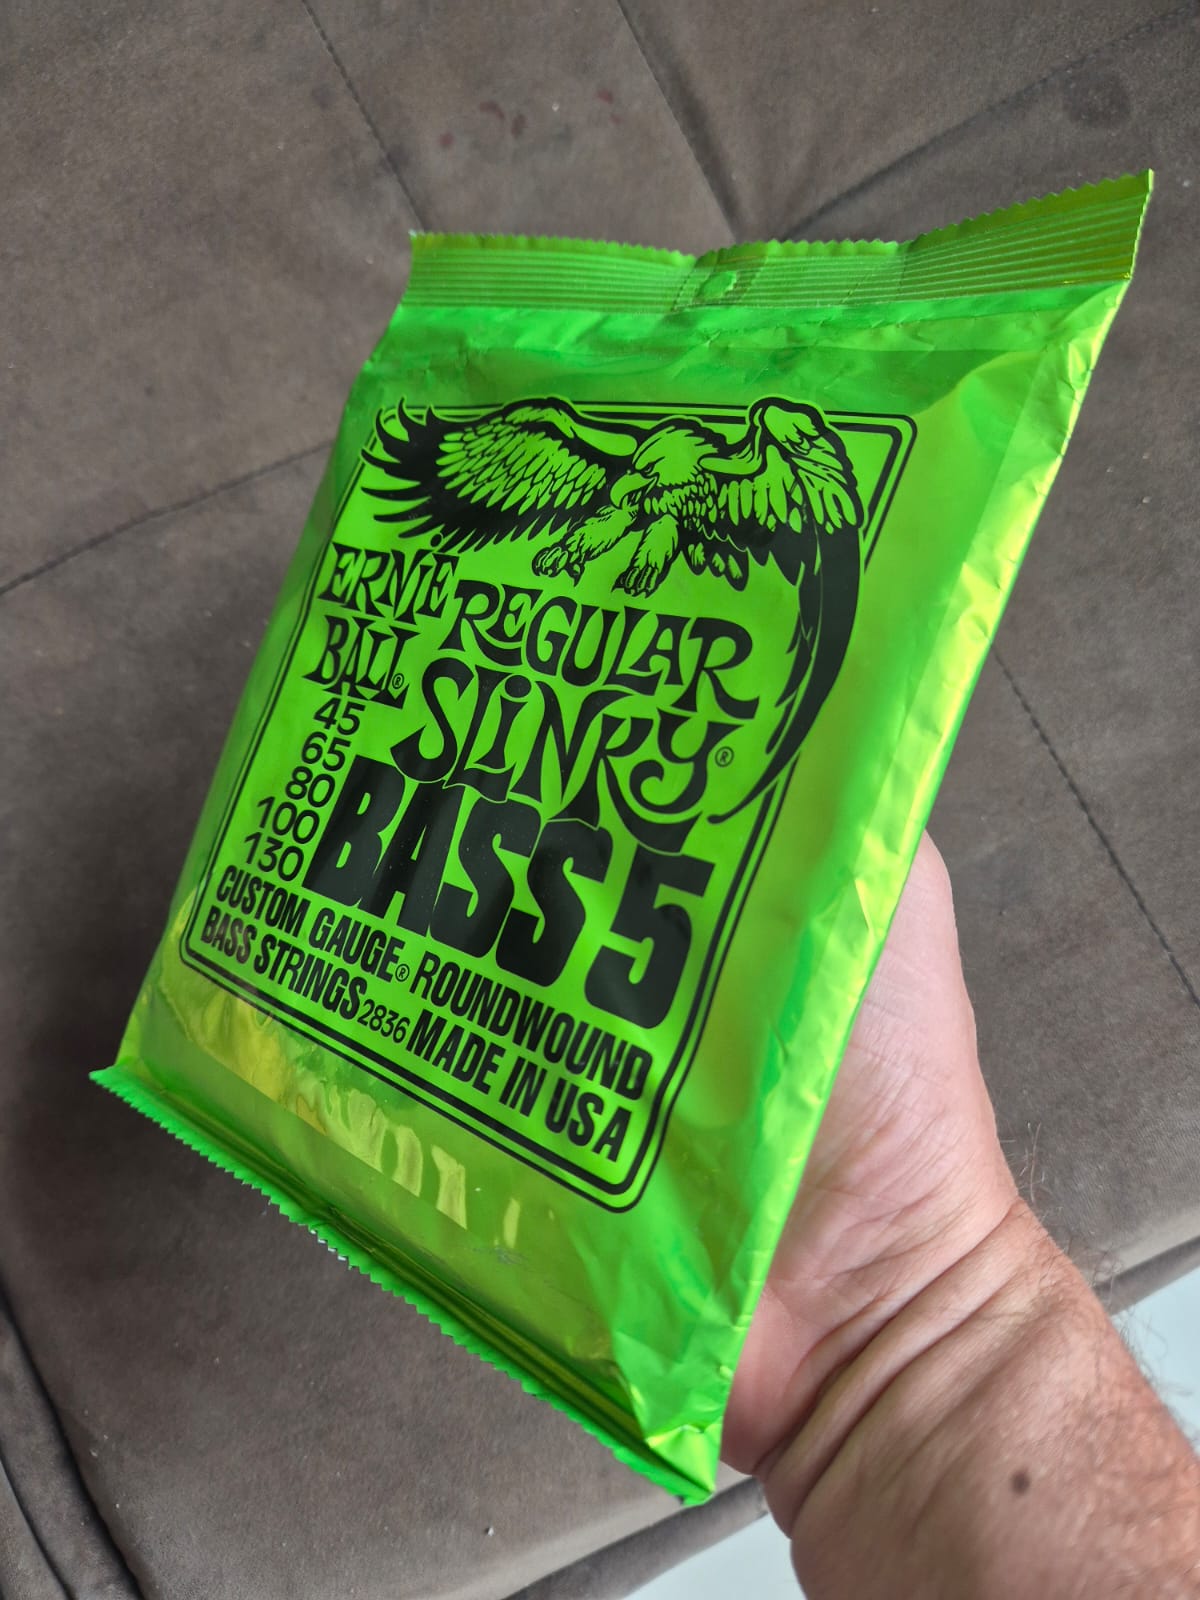 ERNIE BALL®
REGULAR
SLINKY®
BASS 5
45
65
80
100
130
CUSTOM GAUGE® ROUNDWOUND
BASS STRINGS 2836 MADE IN USA